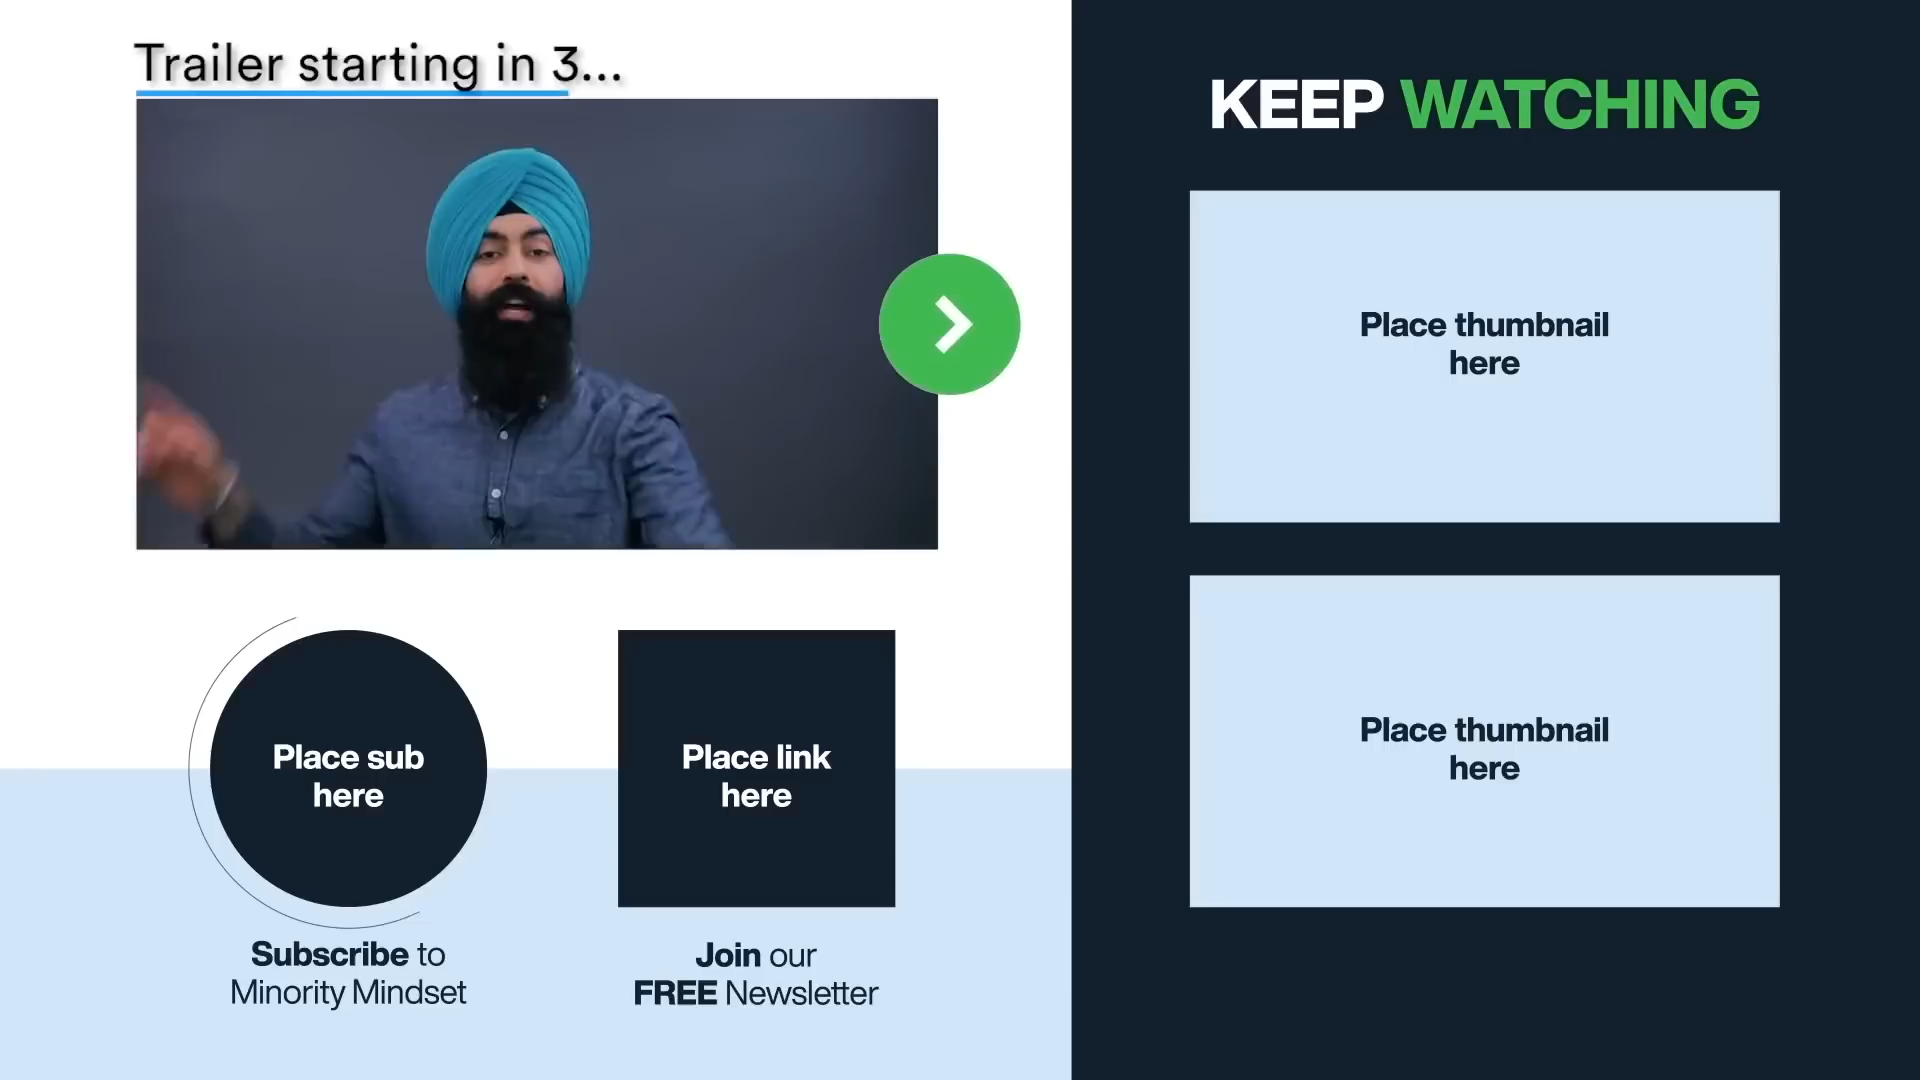 Trailer starting in 3...
KEEP WATCHING
Place thumbnail
here
Place thumbnail
here
Place sub
here
Place link
here
Subscribe to
Minority Mindset
Join our
FREE Newsletter